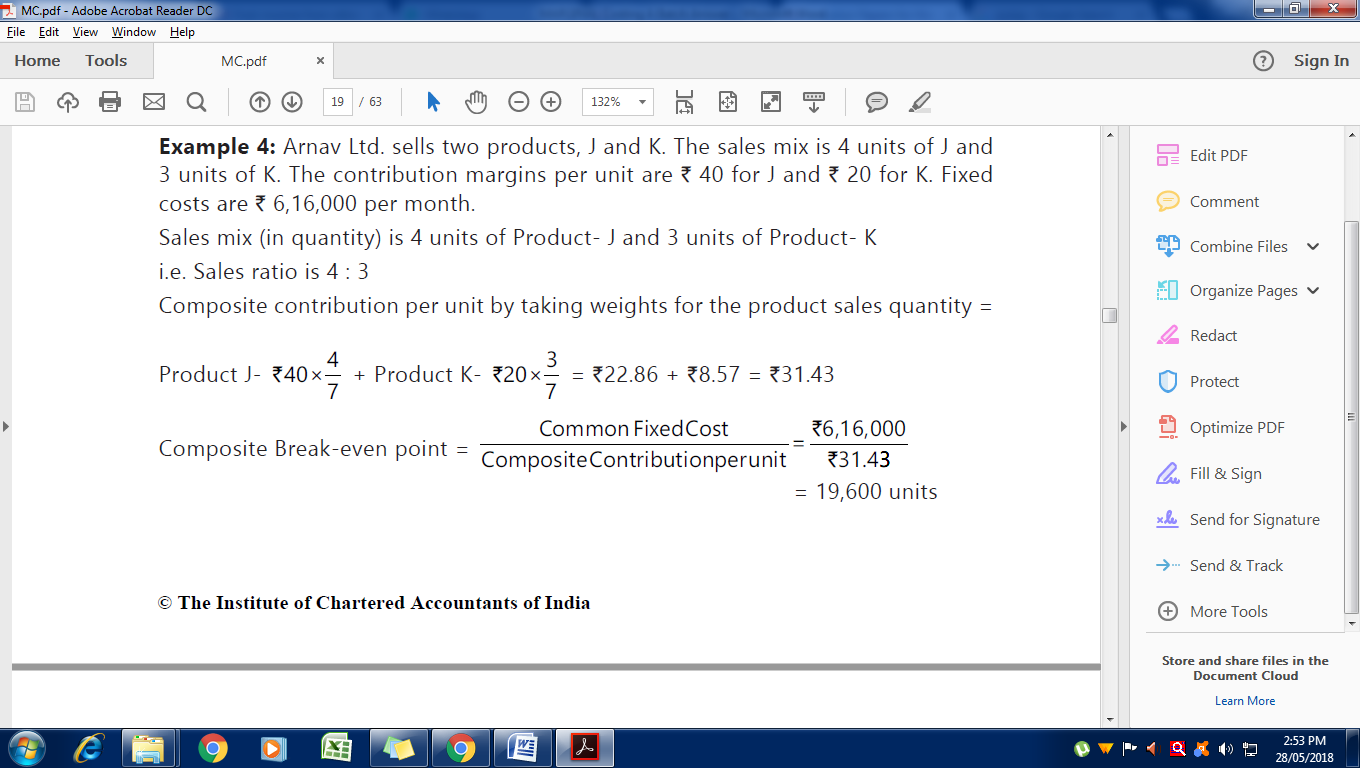 MC.pdf - Adobe Acrobat Reader DC
File Edit View Window Help
Home Tools MC.pdf × ? Sign In
19 / 63 132%
Example 4: Arnav Ltd. sells two products, J and K. The sales mix is 4 units of J and
3 units of K. The contribution margins per unit are ₹ 40 for J and ₹ 20 for K. Fixed
costs are ₹ 6,16,000 per month.
Sales mix (in quantity) is 4 units of Product- J and 3 units of Product- K
i.e. Sales ratio is 4 : 3
Composite contribution per unit by taking weights for the product sales quantity =
Product J- ₹40×4/7 + Product K- ₹20×3/7 = ₹22.86 + ₹8.57 = ₹31.43
Composite Break-even point = Common FixedCost / CompositeContributionperunit = ₹6,16,000 / ₹31.43
= 19,600 units
© The Institute of Chartered Accountants of India
Edit PDF
Comment
Combine Files
Organize Pages
Redact
Protect
Optimize PDF
Fill & Sign
Send for Signature
Send & Track
More Tools
Store and share files in the
Document Cloud
Learn More
2:53 PM
28/05/2018